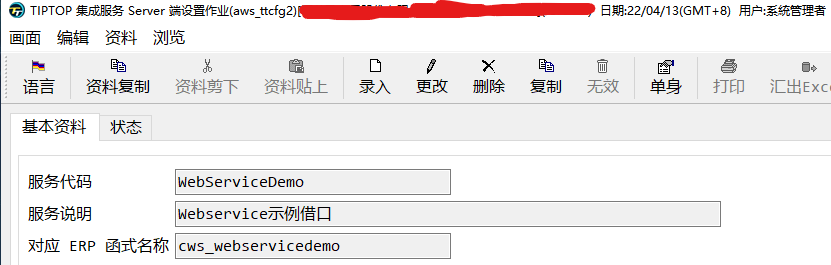 TIPTOP 集成服务 Server 端设置作业(aws_ttcfg2)[ 日期:22/04/13(GMT+8) 用户:系统管理者
画面 编辑 资料 浏览
语言 资料复制 资料剪下 资料贴上 录入 更改 删除 复制 无效 单身 打印 汇出Exc
基本资料 状态
服务代码 WebServiceDemo
服务说明 Webservice示例借口
对应 ERP 函式名称 cws_webservicedemo